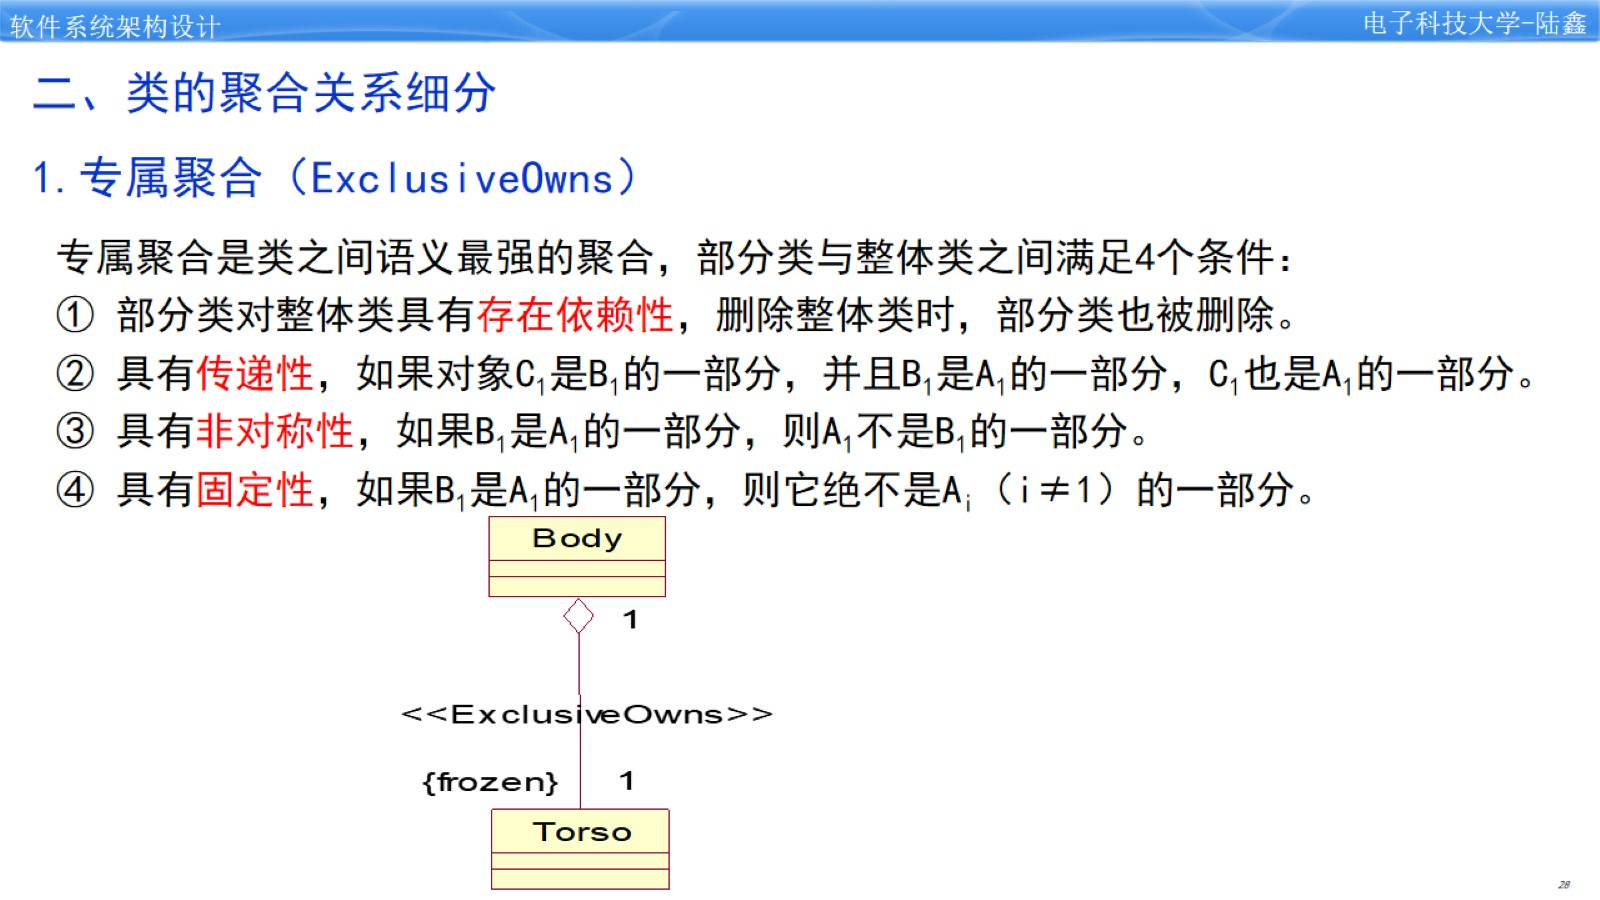 软件系统架构设计
电子科技大学-陆鑫
二、类的聚合关系细分
1.专属聚合（ExclusiveOwns）
专属聚合是类之间语义最强的聚合，部分类与整体类之间满足4个条件：
① 部分类对整体类具有存在依赖性，删除整体类时，部分类也被删除。
② 具有传递性，如果对象C1是B1的一部分，并且B1是A1的一部分，C1也是A1的一部分。
③ 具有非对称性，如果B1是A1的一部分，则A1不是B1的一部分。
④ 具有固定性，如果B1是A1的一部分，则它绝不是Ai（i≠1）的一部分。
Body
1
<<ExclusiveOwns>>
{frozen} 1
Torso
28